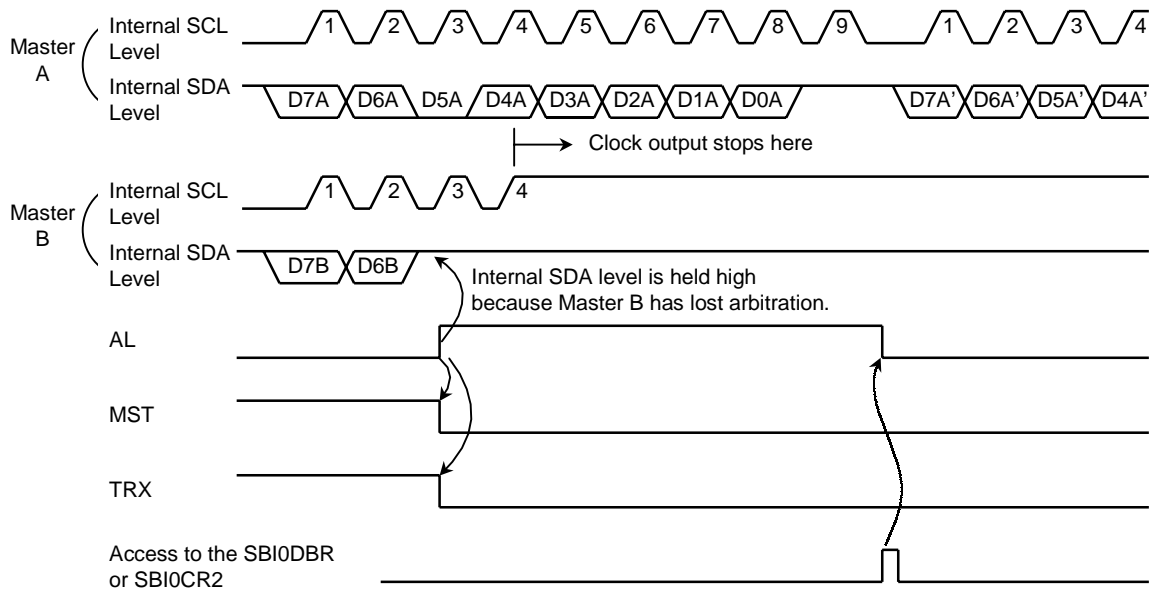 Master A
Internal SCL Level
1 2 3 4 5 6 7 8 9 1 2 3 4
Internal SDA Level
D7A D6A D5A D4A D3A D2A D1A D0A D7A' D6A' D5A' D4A'
Clock output stops here
Master B
Internal SCL Level
1 2 3 4
Internal SDA Level
D7B D6B
Internal SDA level is held high
because Master B has lost arbitration.
AL
MST
TRX
Access to the SBI0DBR
or SBI0CR2